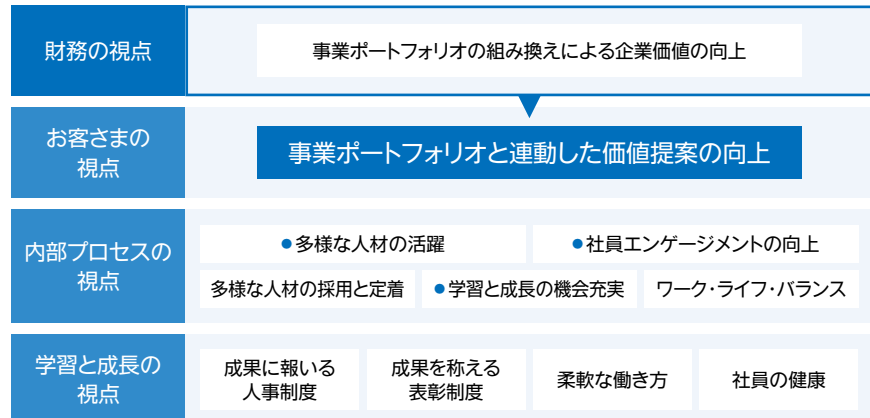 財務の視点
事業ポートフォリオの組み換えによる企業価値の向上
お客さまの
視点
事業ポートフォリオと連動した価値提案の向上
内部プロセスの
視点
●多様な人材の活躍
●社員エンゲージメントの向上
多様な人材の採用と定着
●学習と成長の機会充実
ワーク・ライフ・バランス
学習と成長の
視点
成果に報いる
人事制度
成果を称える
表彰制度
柔軟な働き方
社員の健康